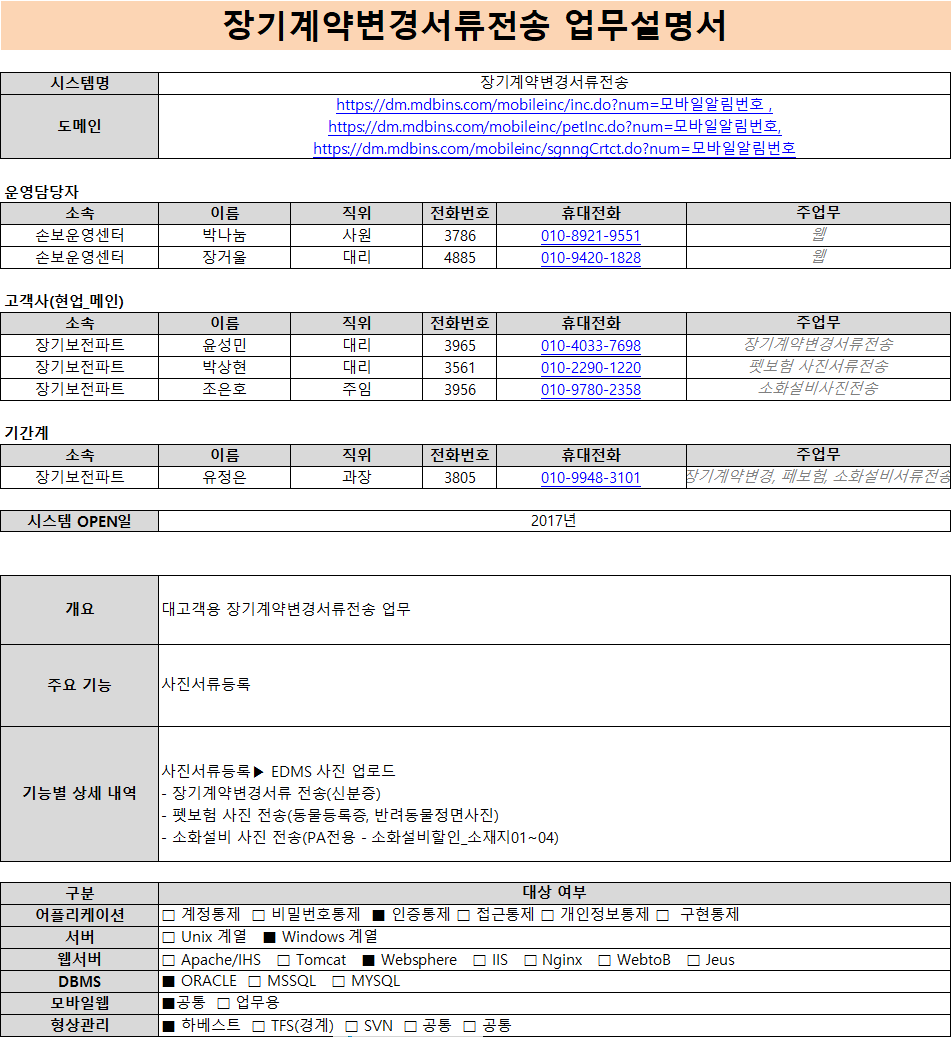 장기계약변경서류전송 업무설명서
시스템명 장기계약변경서류전송
도메인 https://dm.mdbins.com/mobileinc/inc.do?num=모바일알림번호 ,
https://dm.mdbins.com/mobileinc/petInc.do?num=모바일알림번호,
https://dm.mdbins.com/mobileinc/sgnngCrtct.do?num=모바일알림번호
운영담당자
소속 이름 직위 전화번호 휴대전화 주업무
손보운영센터 박나눔 사원 3786 010-8921-9551 웹
손보운영센터 장거울 대리 4885 010-9420-1828 웹
고객사(현업_메인)
소속 이름 직위 전화번호 휴대전화 주업무
장기보전파트 윤성민 대리 3965 010-4033-7698 장기계약변경서류전송
장기보전파트 박상현 대리 3561 010-2290-1220 펫보험 사진서류전송
장기보전파트 조은호 주임 3956 010-9780-2358 소화설비사진전송
기간계
소속 이름 직위 전화번호 휴대전화 주업무
장기보전파트 유정은 과장 3805 010-9948-3101 장기계약변경, 페보험, 소화설비서류전송
시스템 OPEN일 2017년
개요 대고객용 장기계약변경서류전송 업무
주요 기능 사진서류등록
기능별 상세 내역 사진서류등록▶ EDMS 사진 업로드
- 장기계약변경서류 전송(신분증)
- 펫보험 사진 전송(동물등록증, 반려동물정면사진)
- 소화설비 사진 전송(PA전용 - 소화설비할인_소재지01~04)
구분 대상 여부
어플리케이션 □ 계정통제 □ 비밀번호통제 ■ 인증통제 □ 접근통제 □ 개인정보통제 □ 구현통제
서버 □ Unix 계열 ■ Windows 계열
웹서버 □ Apache/IHS □ Tomcat ■ Websphere □ IIS □ Nginx □ WebtoB □ Jeus
DBMS ■ ORACLE □ MSSQL □ MYSQL
모바일웹 ■공통 □ 업무용
형상관리 ■ 하베스트 □ TFS(경계) □ SVN □ 공통 □ 공통